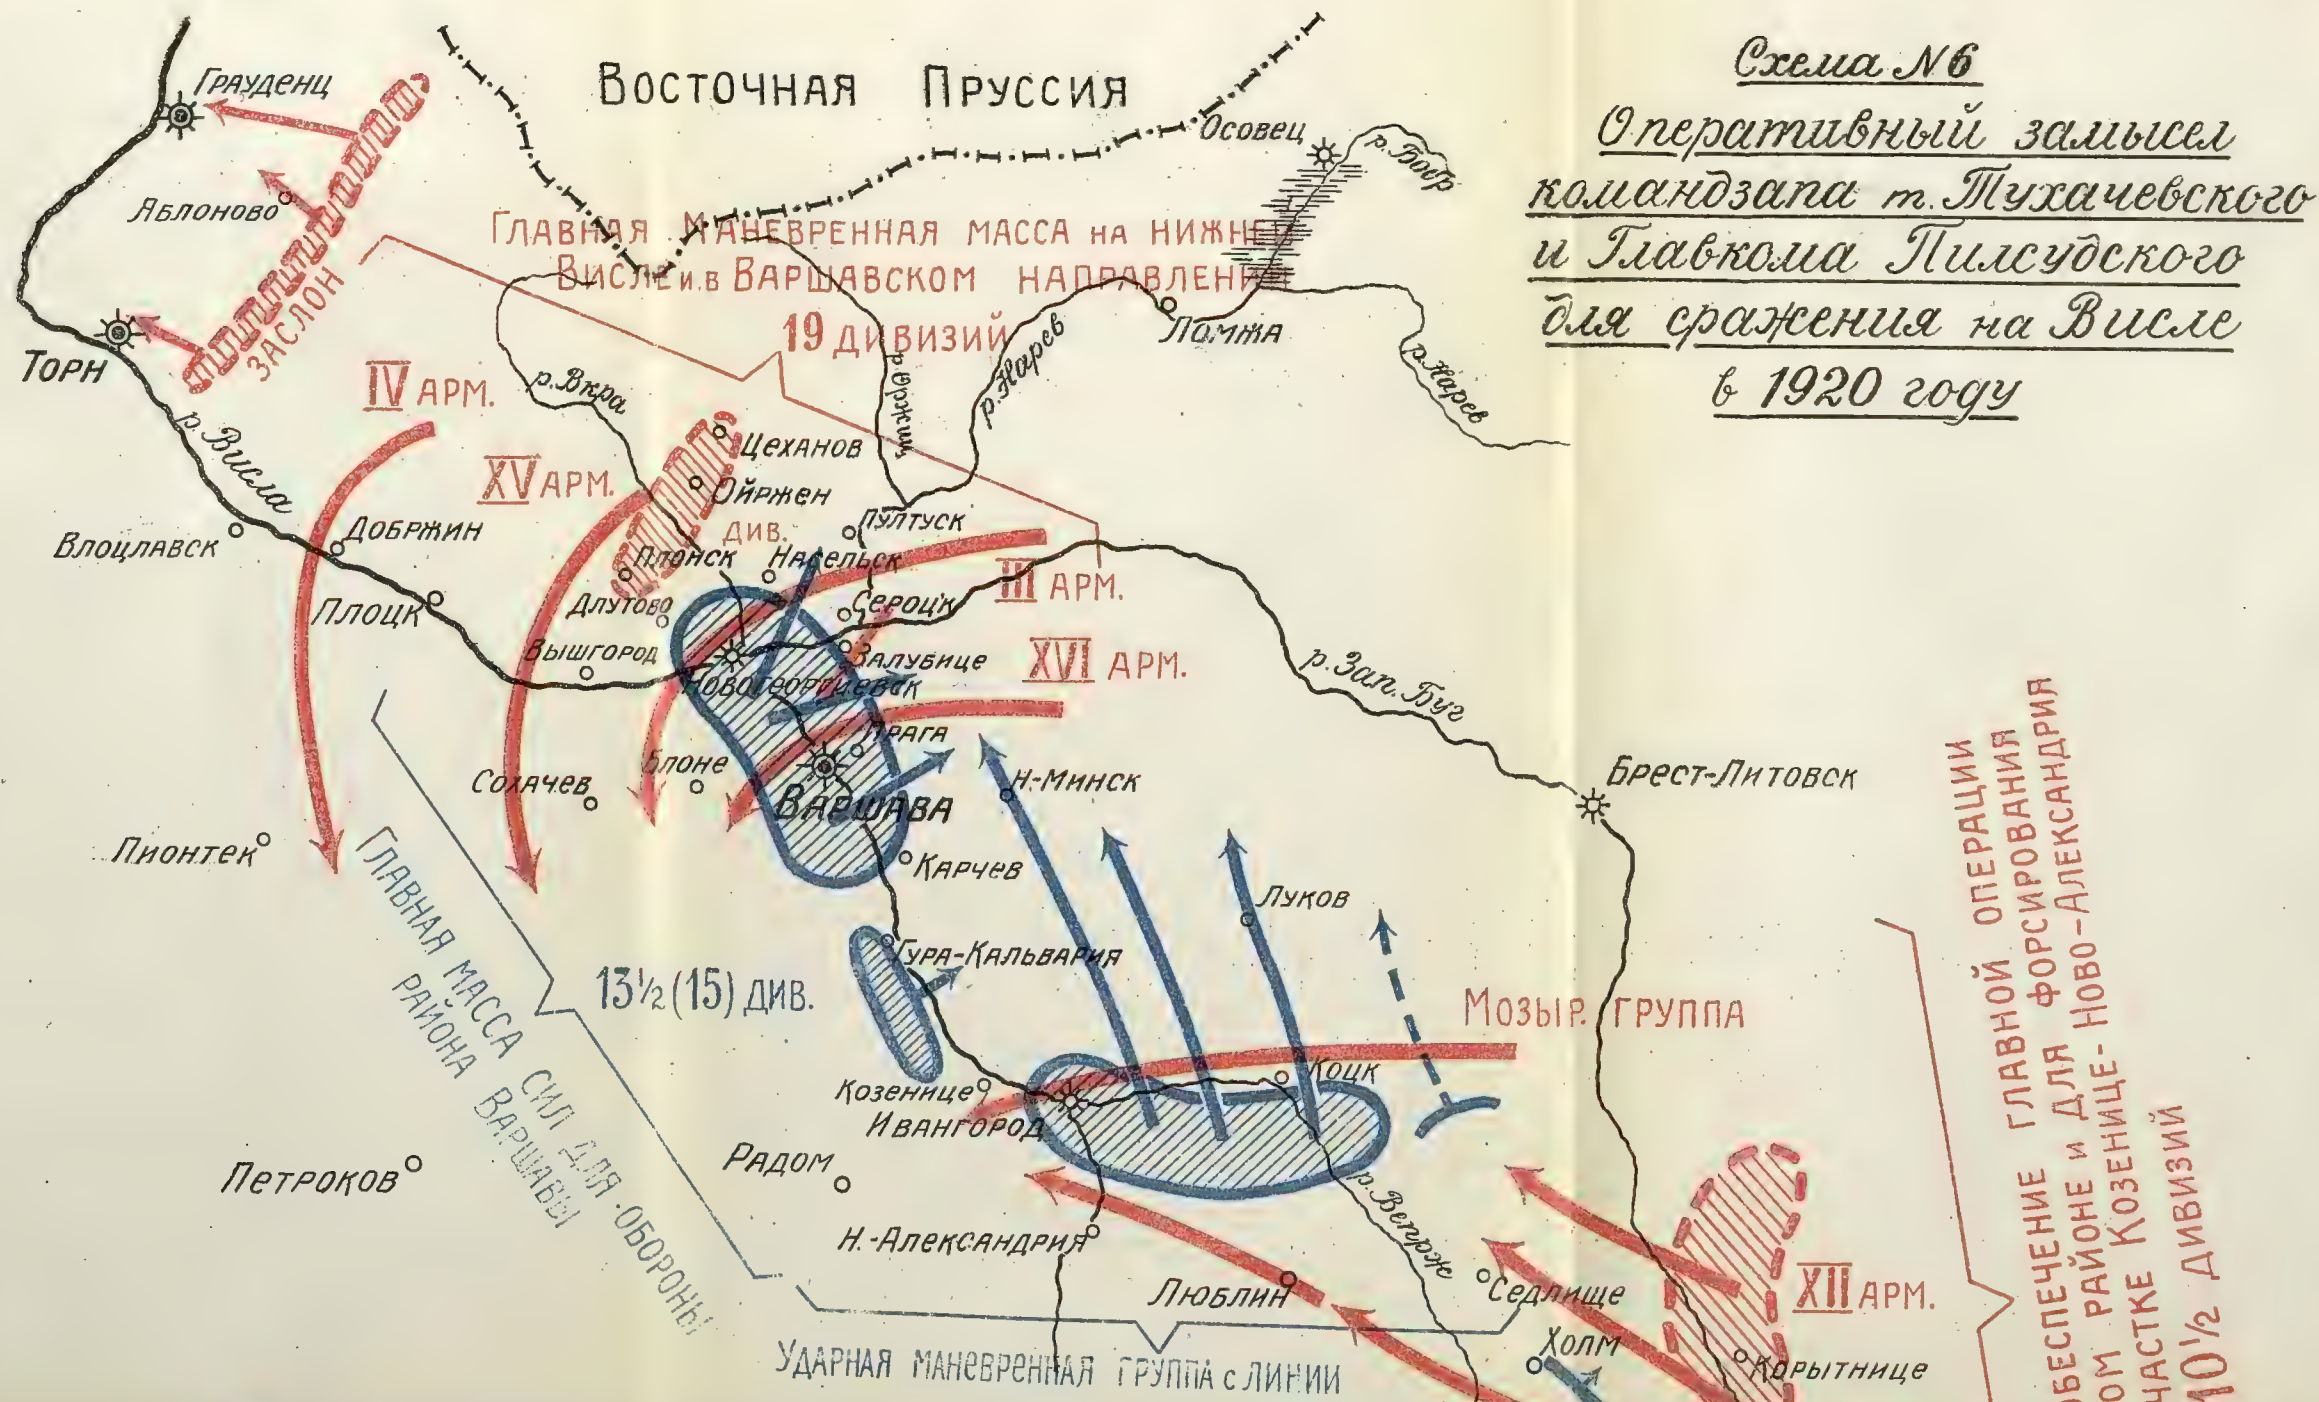 Схема №6
Оперативный замысел
командзапа т. Тухачевского
и Главкома Пилсудского
для сражения на Висле
в 1920 году
Восточная Пруссия
Грауденц
Яблоново
Осовец
р. Бобр
Главная маневренная масса на нижней
Висле и в Варшавском направлении
19 дивизий
Заслон
Торн
IV арм.
р. Вкра
р. Оржиц
р. Нарев
Ломжа
р. Нарев
р. Висла
XV арм.
Цеханов
Ойржен
див.
Пултуск
Влоцлавск
Добржин
Плонск
Насельск
III арм.
Плоцк
Длутово
Сероцк
Вышгород
Залубице
XVI арм.
Новогеоргиевск
р. Зап. Буг
Прага
Блоне
Сохачев
Н-Минск
Брест-Литовск
Варшава
Пионтек
Карчев
Луков
Гура-Кальвария
13½ (15) див.
Главная масса сил для обороны
района Варшавы
Мозыр. группа
Козенице
Коцк
Ивангород
Радом
Петроков
р. Вепрж
Н.-Александрия
Люблин
Седлище
XII арм.
Холм
Корытнице
Ударная маневренная группа с линии
беспечение главной операции
ом районе и для форсирования
частке Козенице-Ново-Александрия
10½ дивизий